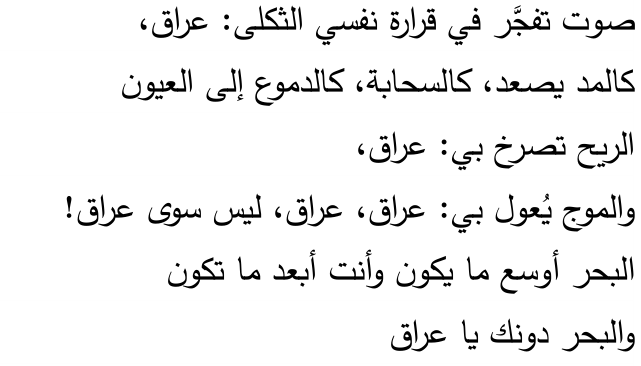 صوت تفجَّر في قرارة نفسي الثكلى: عراق،
كالمد يصعد، كالسحابة، كالدموع إلى العيون
الريح تصرخ بي: عراق،
والموج يُعول بي: عراق، عراق، ليس سوى عراق!
البحر أوسع ما يكون وأنت أبعد ما تكون
والبحر دونك يا عراق